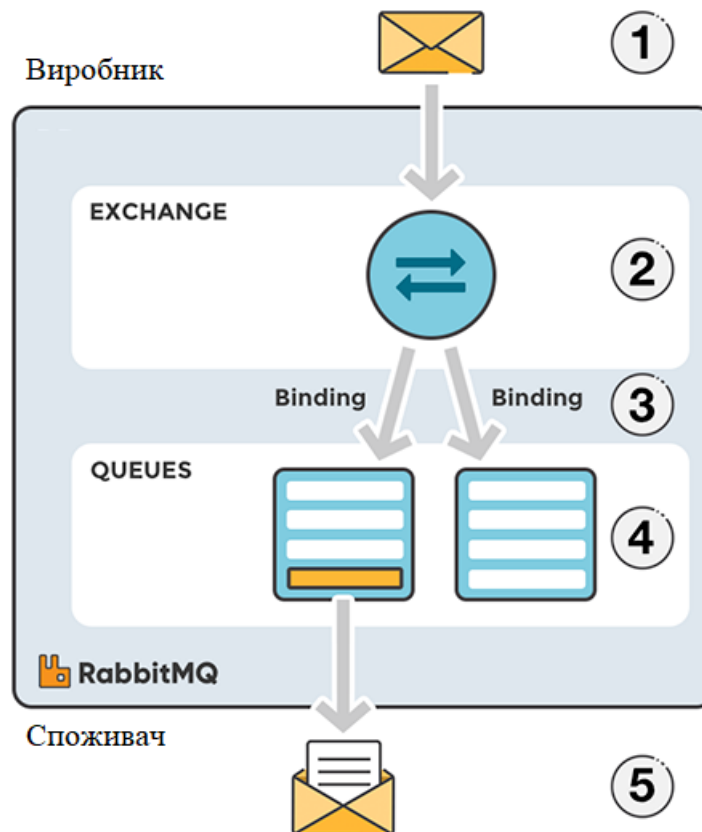 1
Виробник
EXCHANGE
2
Binding
Binding
3
QUEUES
4
RabbitMQ
Споживач
5